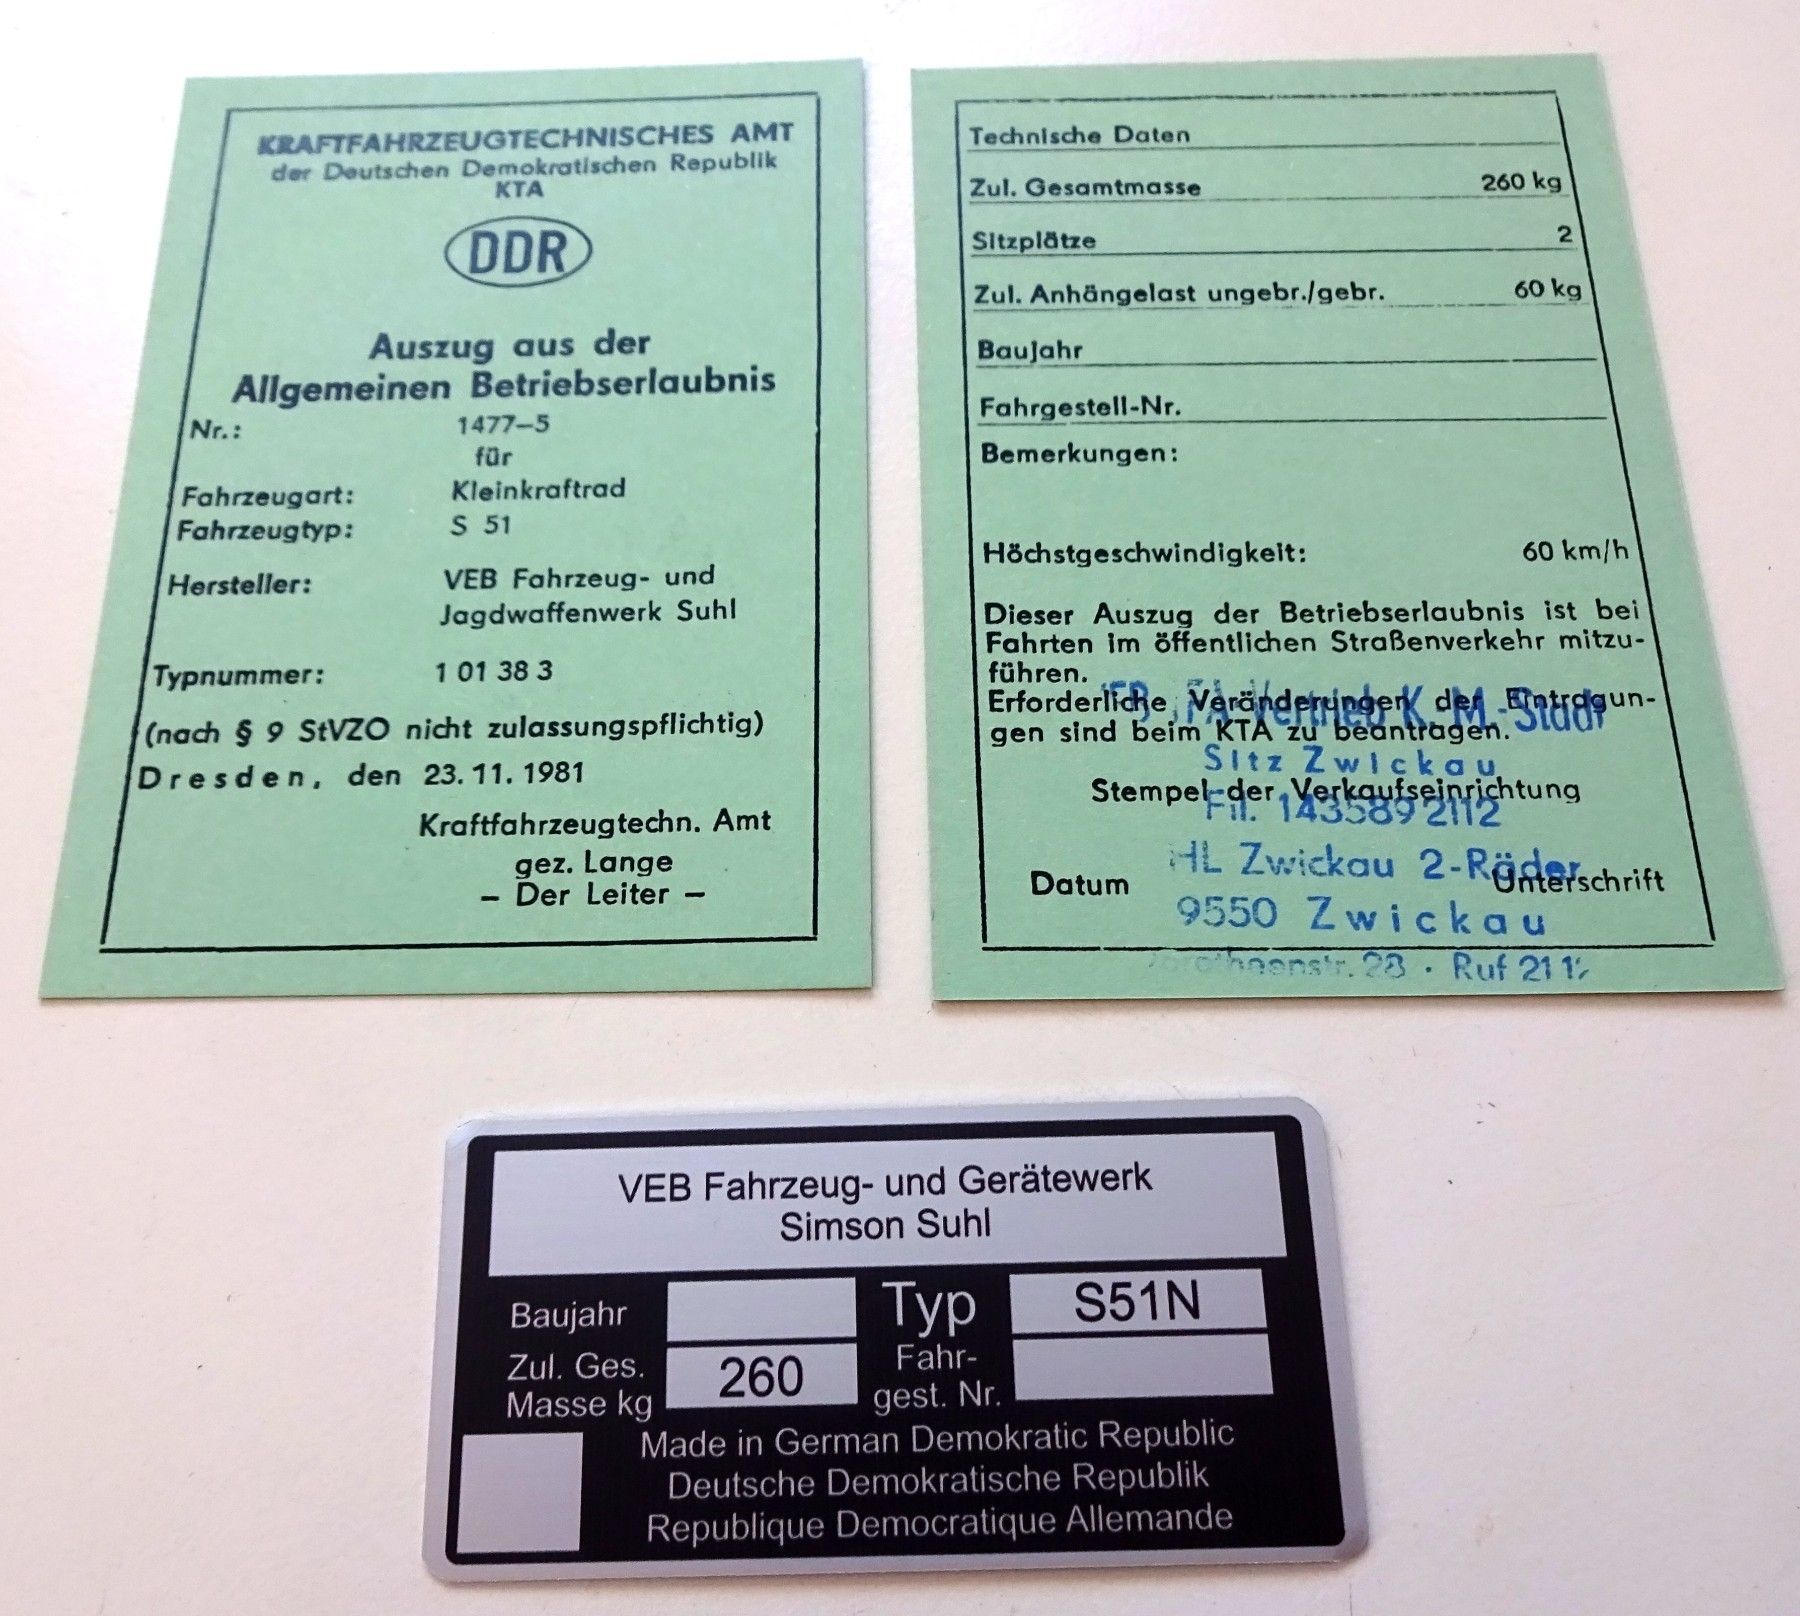 KRAFTFAHRZEUGTECHNISCHES AMT
der Deutschen Demokratischen Republik
KTA
DDR
Auszug aus der
Allgemeinen Betriebserlaubnis
Nr.: 1477–5
für
Fahrzeugart: Kleinkraftrad
Fahrzeugtyp: S 51
Hersteller: VEB Fahrzeug- und
Jagdwaffenwerk Suhl
Typnummer: 1 01 38 3
(nach § 9 StVZO nicht zulassungspflichtig)
Dresden, den 23. 11. 1981
Kraftfahrzeugtechn. Amt
gez. Lange
– Der Leiter –
Technische Daten
Zul. Gesamtmasse 260 kg
Sitzplätze 2
Zul. Anhängelast ungebr./gebr. 60 kg
Baujahr
Fahrgestell-Nr.
Bemerkungen:
Höchstgeschwindigkeit: 60 km/h
Dieser Auszug der Betriebserlaubnis ist bei
Fahrten im öffentlichen Straßenverkehr mitzu-
führen.
Erforderliche Veränderungen der Eintragun-
gen sind beim KTA zu beantragen.
Stempel der Verkaufseinrichtung
Datum Unterschrift
Vertrieb K.-M.-Stadt
Sitz Zwickau
Fil. 1435892112
HL Zwickau 2-Räder
9550 Zwickau
28 · Ruf 21 1
VEB Fahrzeug- und Gerätewerk
Simson Suhl
Baujahr Typ S51N
Zul. Ges.
Masse kg 260 Fahr-
gest. Nr.
Made in German Demokratic Republic
Deutsche Demokratische Republik
Republique Democratique Allemande